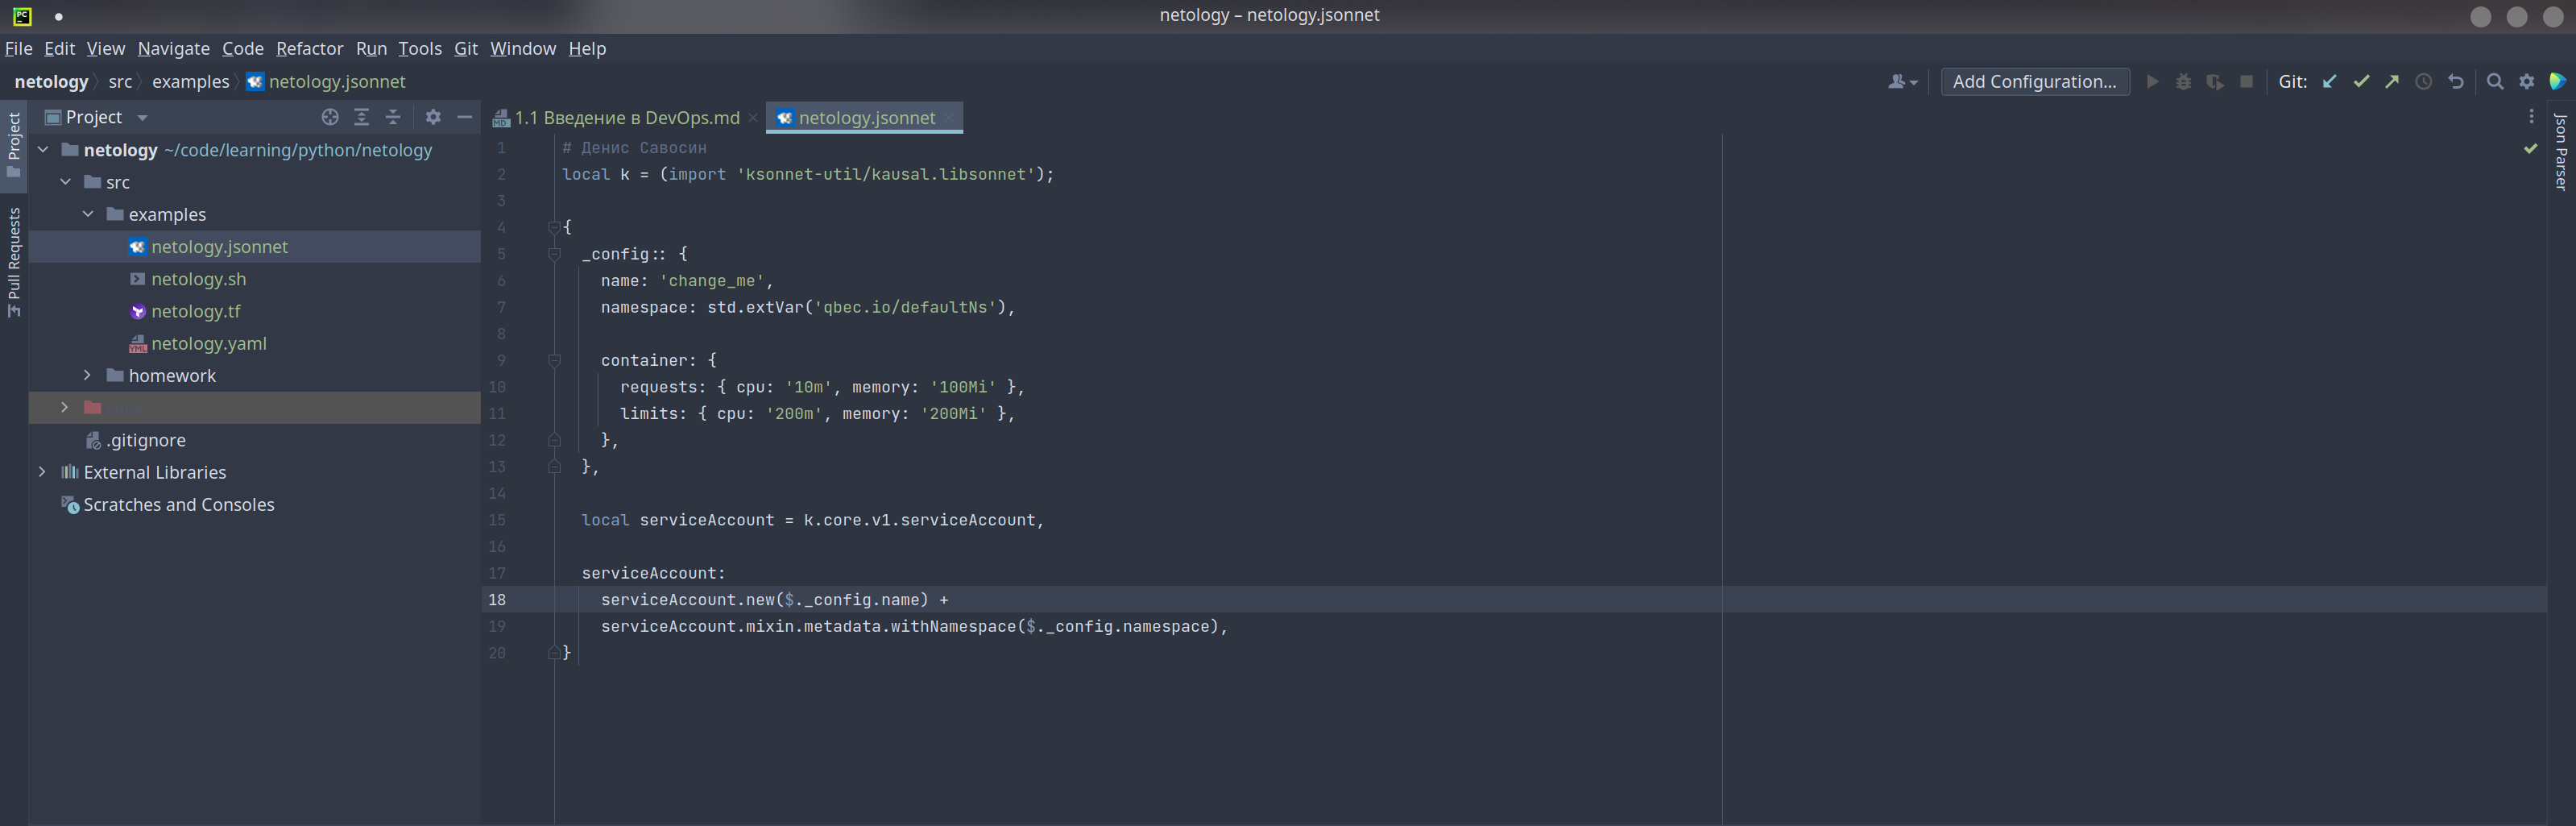 PC
netology – netology.jsonnet
File Edit View Navigate Code Refactor Run Tools Git Window Help
netology src examples netology.jsonnet
Add Configuration...
Git:
Project
Pull Requests
Project
netology ~/code/learning/python/netology
src
examples
netology.jsonnet
netology.sh
netology.tf
YML netology.yaml
homework
.gitignore
External Libraries
Scratches and Consoles
MD 1.1 Введение в DevOps.md
netology.jsonnet
1 # Денис Савосин
2 local k = (import 'ksonnet-util/kausal.libsonnet');
3
4 {
5 _config:: {
6 name: 'change_me',
7 namespace: std.extVar('qbec.io/defaultNs'),
8
9 container: {
10 requests: { cpu: '10m', memory: '100Mi' },
11 limits: { cpu: '200m', memory: '200Mi' },
12 },
13 },
14
15 local serviceAccount = k.core.v1.serviceAccount,
16
17 serviceAccount:
18 serviceAccount.new($._config.name) +
19 serviceAccount.mixin.metadata.withNamespace($._config.namespace),
20 }
Json Parser